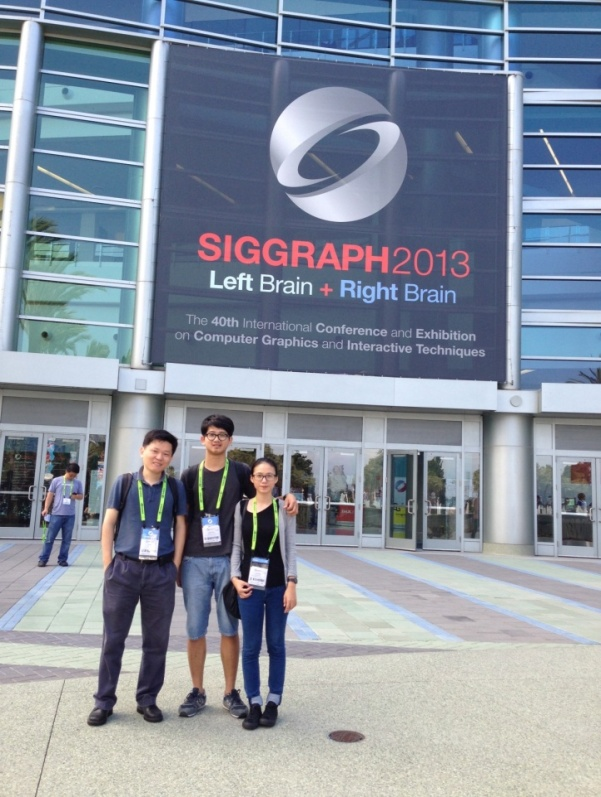 SIGGRAPH2013
Left Brain + Right Brain
The 40th International Conference and Exhibition
on Computer Graphics and Interactive Techniques